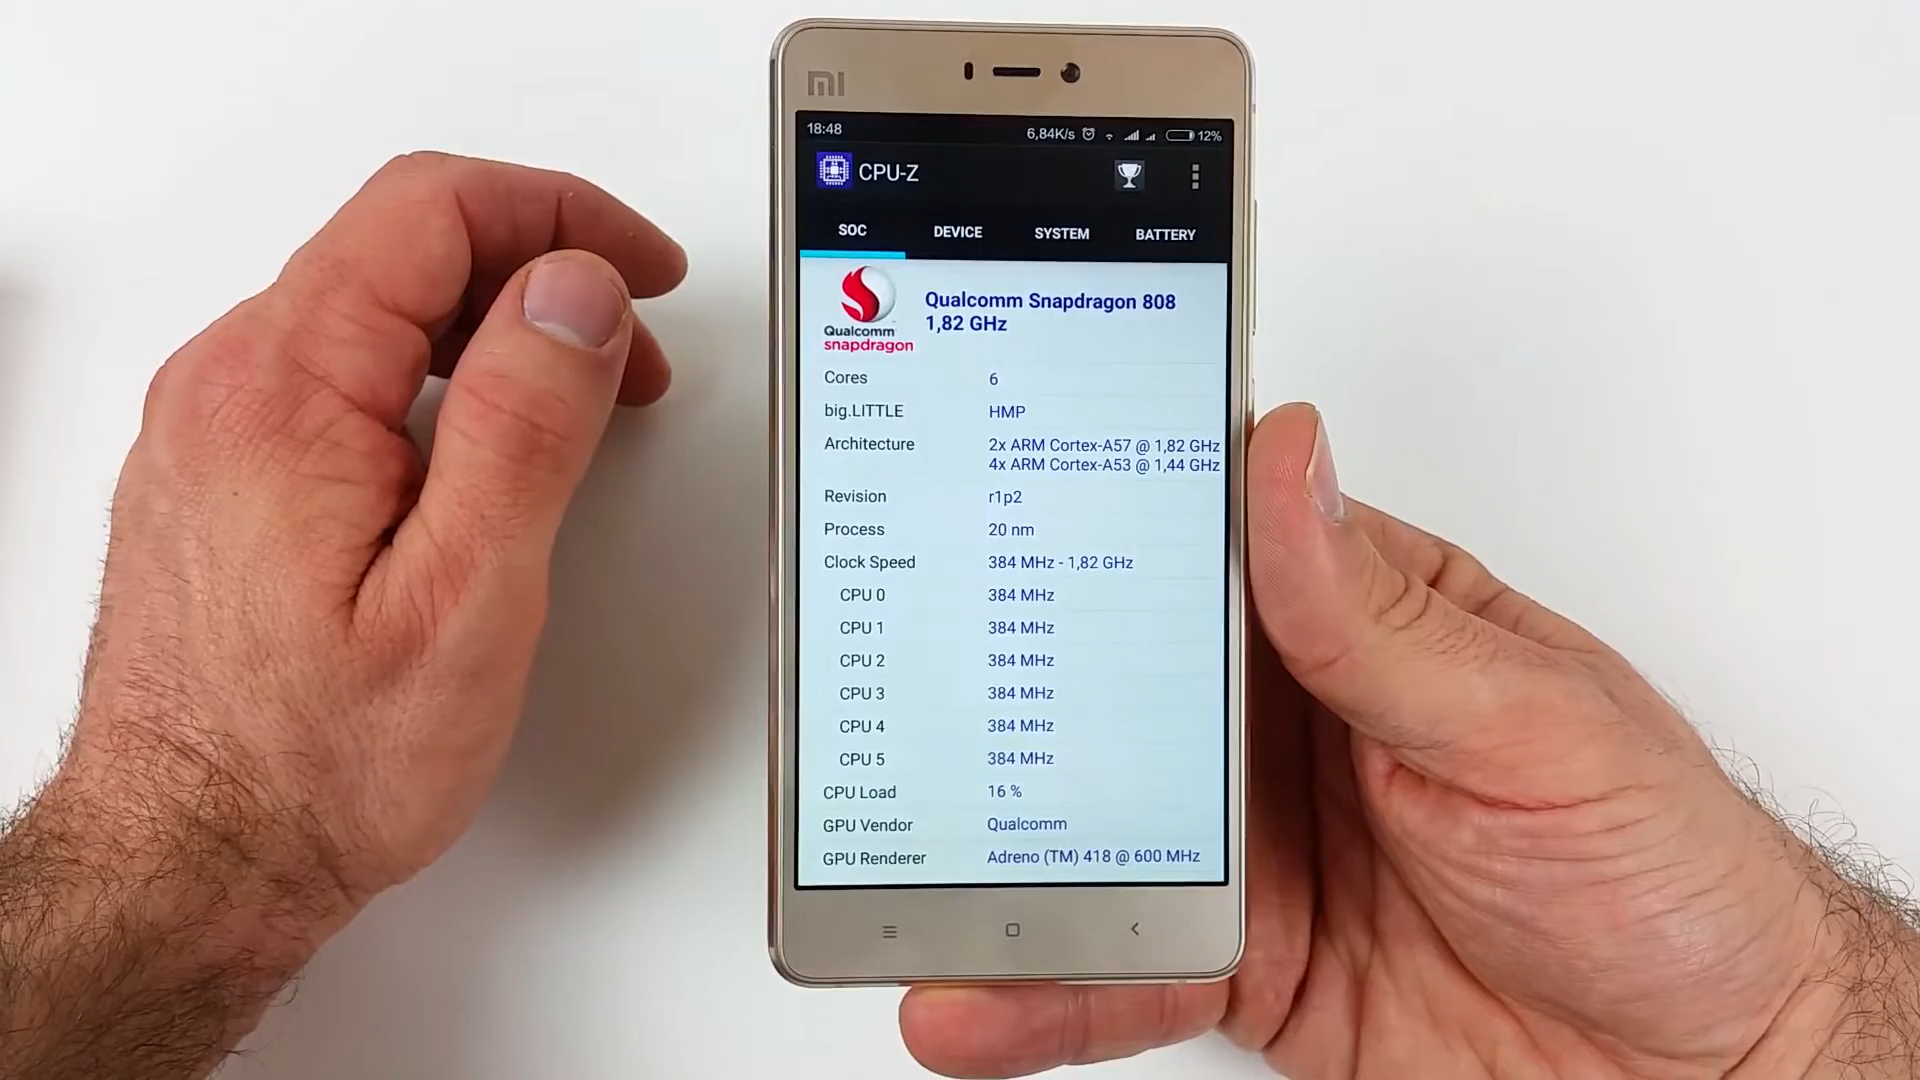 MI
18:48 6,84K/s 12%
CPU-Z
SOC DEVICE SYSTEM BATTERY
Qualcomm
snapdragon
Qualcomm Snapdragon 808
1,82 GHz
Cores 6
big.LITTLE HMP
Architecture 2x ARM Cortex-A57 @ 1,82 GHz
4x ARM Cortex-A53 @ 1,44 GHz
Revision r1p2
Process 20 nm
Clock Speed 384 MHz - 1,82 GHz
CPU 0 384 MHz
CPU 1 384 MHz
CPU 2 384 MHz
CPU 3 384 MHz
CPU 4 384 MHz
CPU 5 384 MHz
CPU Load 16 %
GPU Vendor Qualcomm
GPU Renderer Adreno (TM) 418 @ 600 MHz